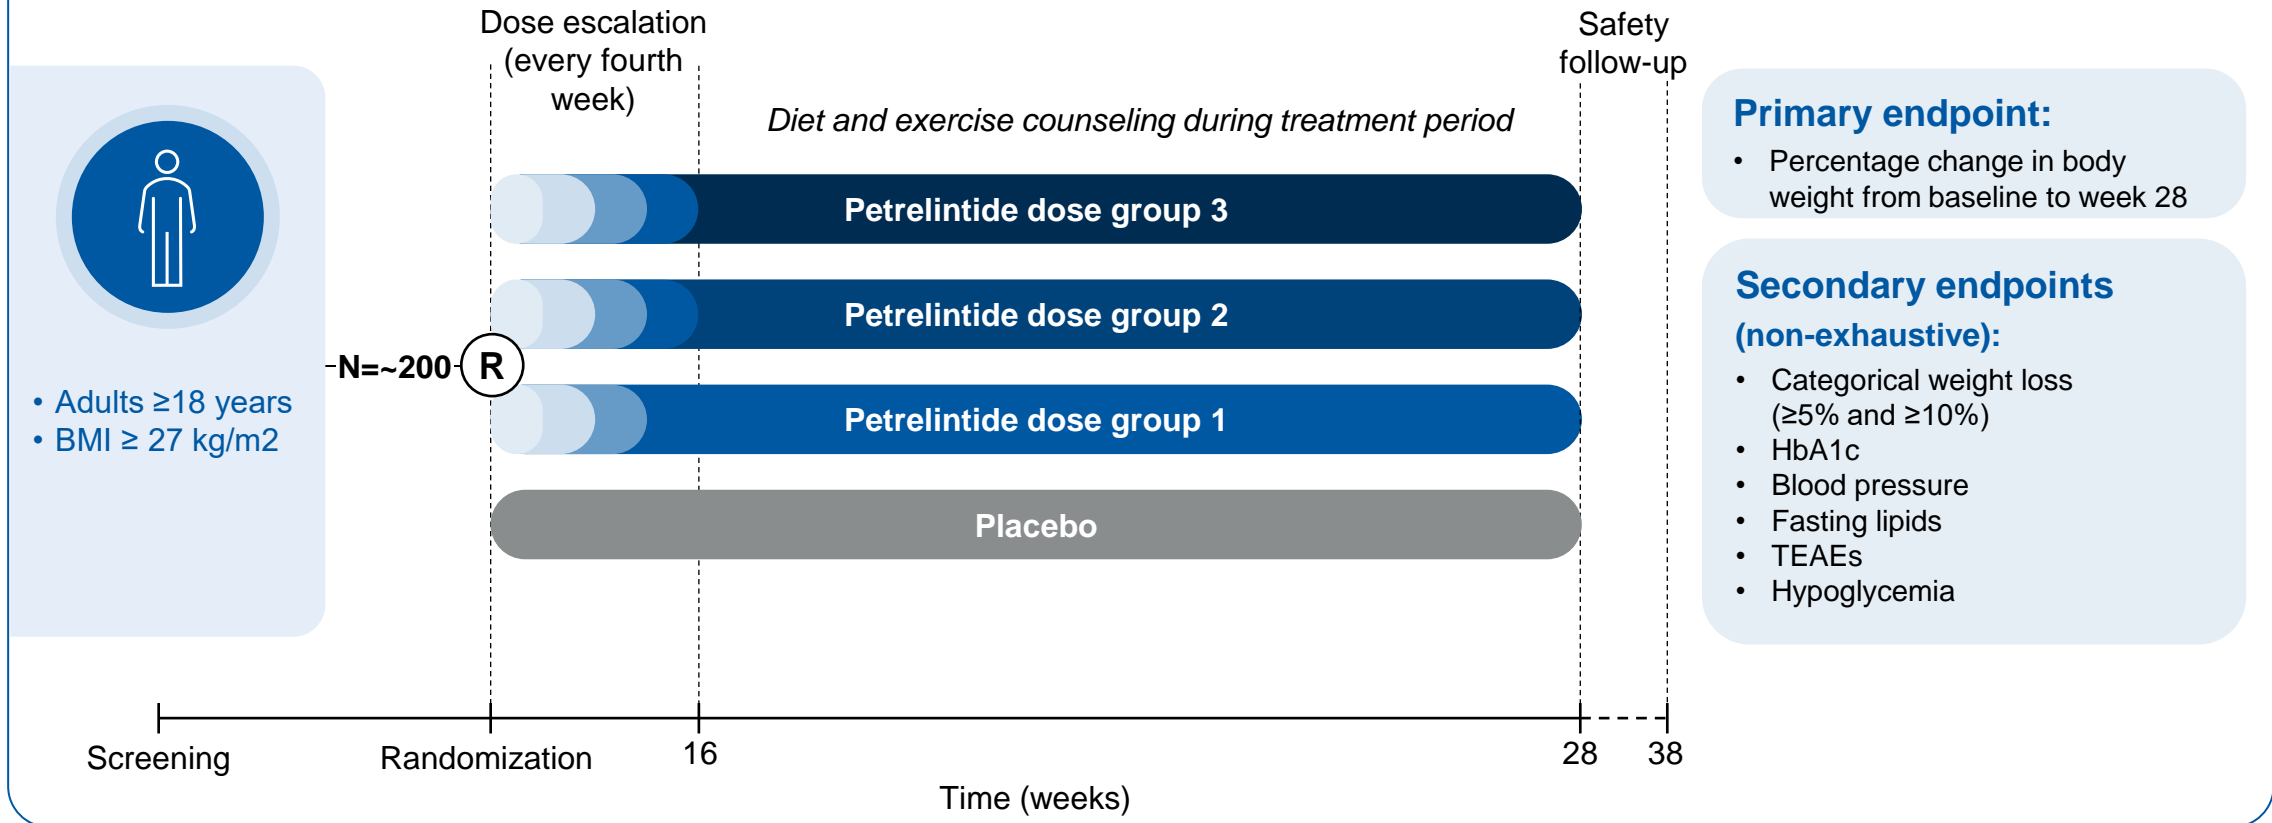 Dose escalation
(every fourth
week)
Safety
follow-up
Diet and exercise counseling during treatment period
• Adults ≥18 years
• BMI ≥ 27 kg/m2
N=~200
R
Petrelintide dose group 3
Petrelintide dose group 2
Petrelintide dose group 1
Placebo
Primary endpoint:
• Percentage change in body
weight from baseline to week 28
Secondary endpoints
(non-exhaustive):
• Categorical weight loss
(≥5% and ≥10%)
• HbA1c
• Blood pressure
• Fasting lipids
• TEAEs
• Hypoglycemia
Screening
Randomization
16
28
38
Time (weeks)